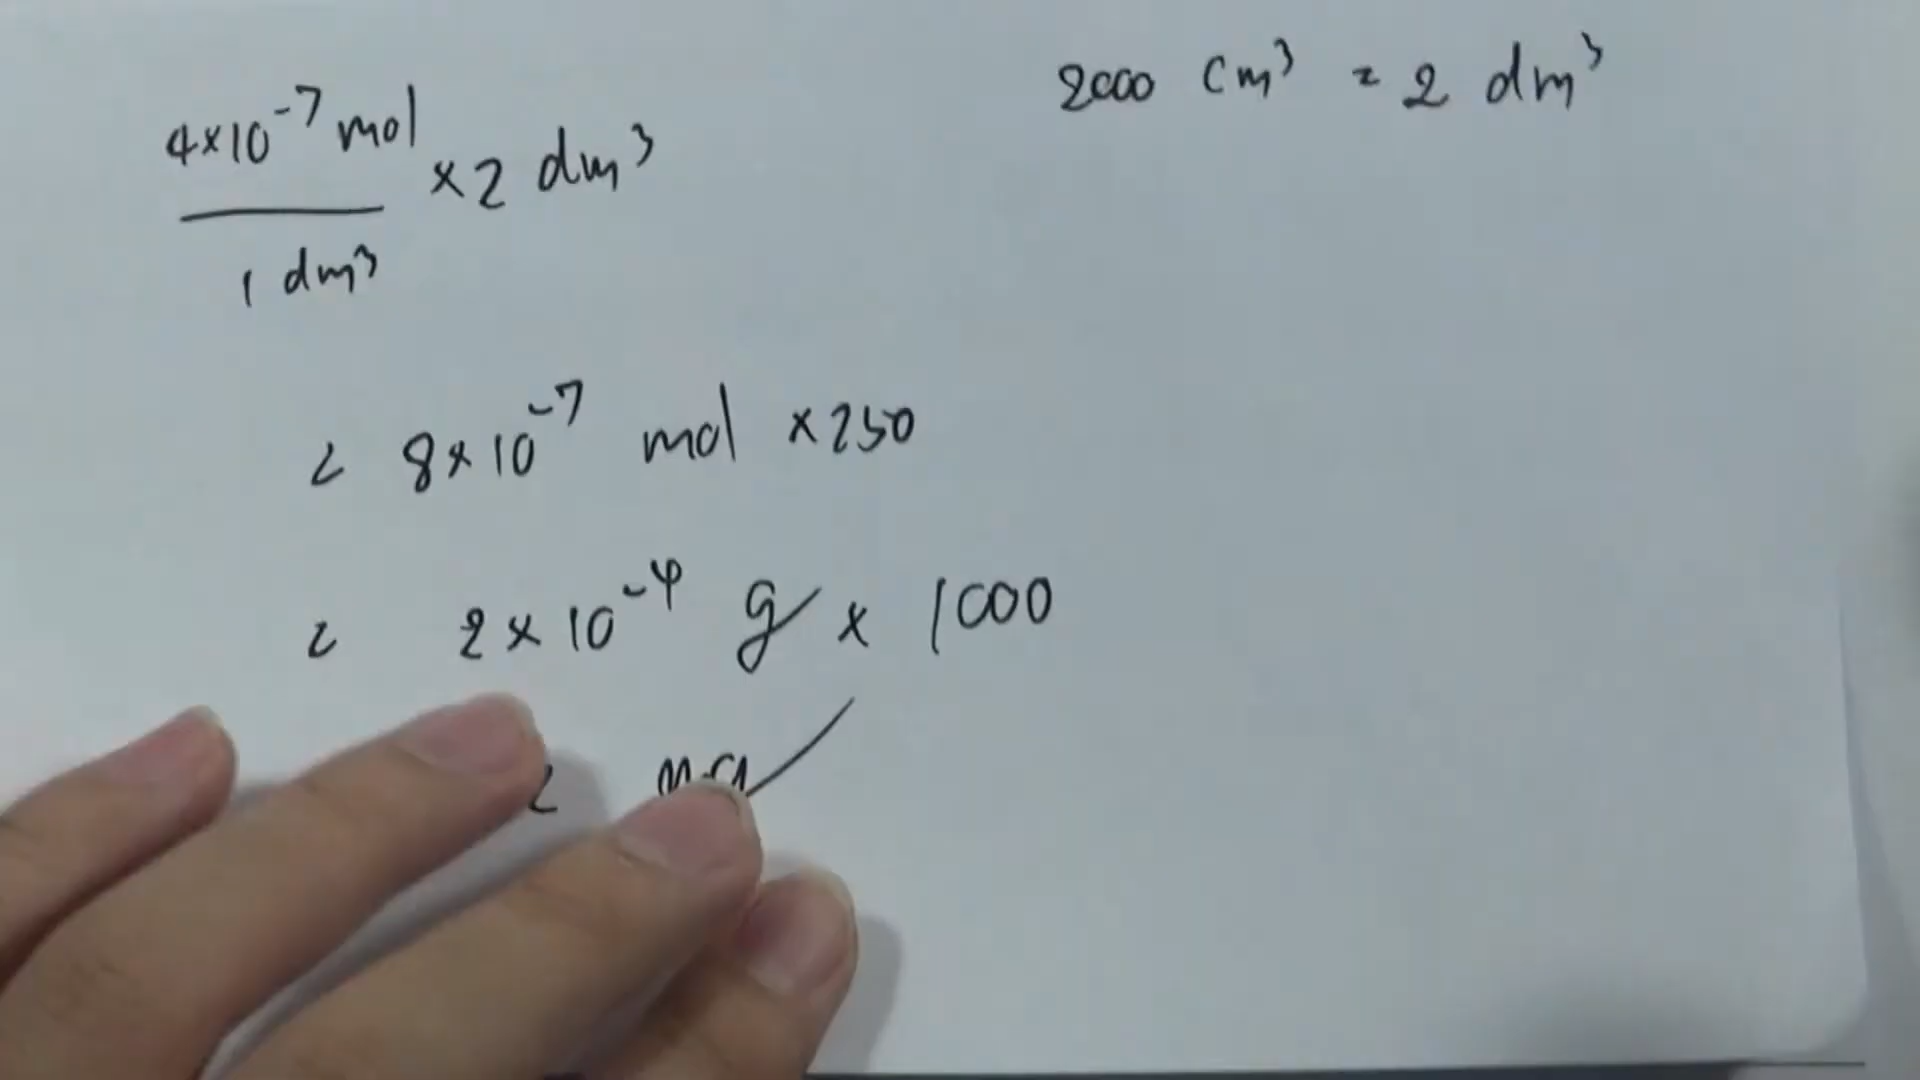 2000 cm³ = 2 dm³
4×10⁻⁷ mol
× 2 dm³
1 dm³
= 8×10⁻⁷ mol × 250
= 2×10⁻⁴ g × 1000
=